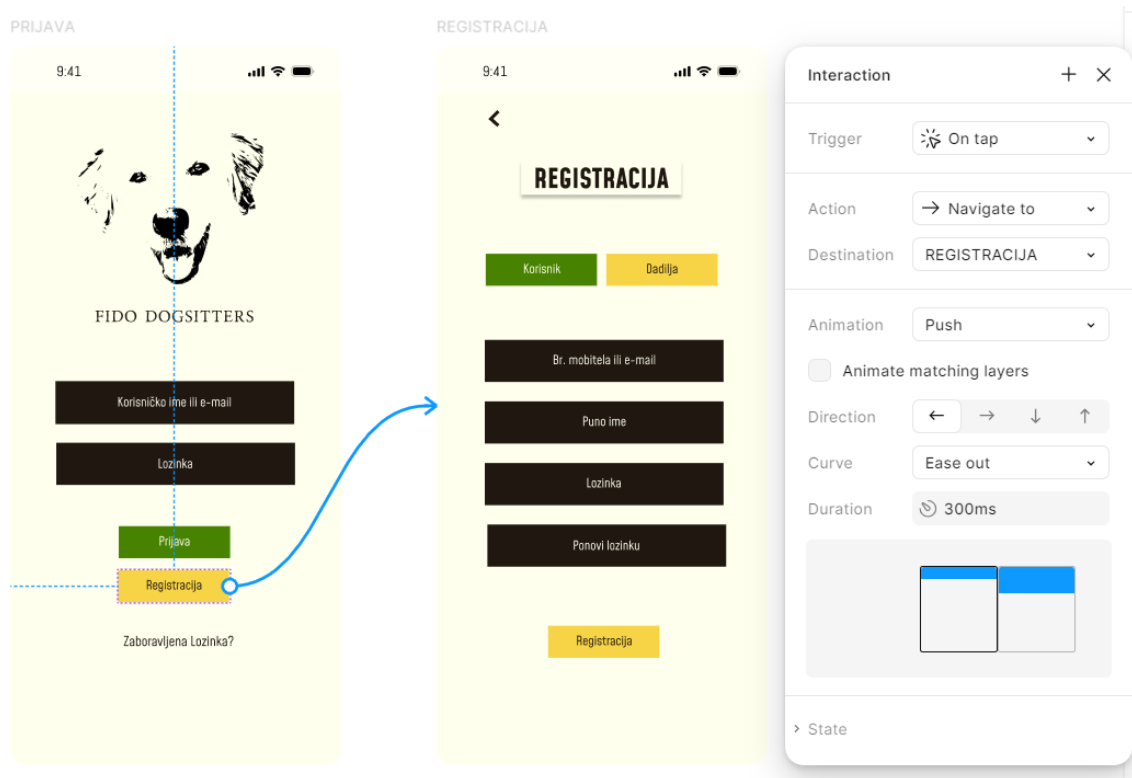 PRIJAVA
9:41
FIDO DOGSITTERS
Korisničko ime ili e-mail
Lozinka
Prijava
Registracija
Zaboravljena Lozinka?
REGISTRACIJA
9:41
REGISTRACIJA
Korisnik
Dadilja
Br. mobitela ili e-mail
Puno ime
Lozinka
Ponovi lozinku
Registracija
Interaction
Trigger
On tap
Action
Navigate to
Destination
REGISTRACIJA
Animation
Push
Animate matching layers
Direction
Curve
Ease out
Duration
300ms
State